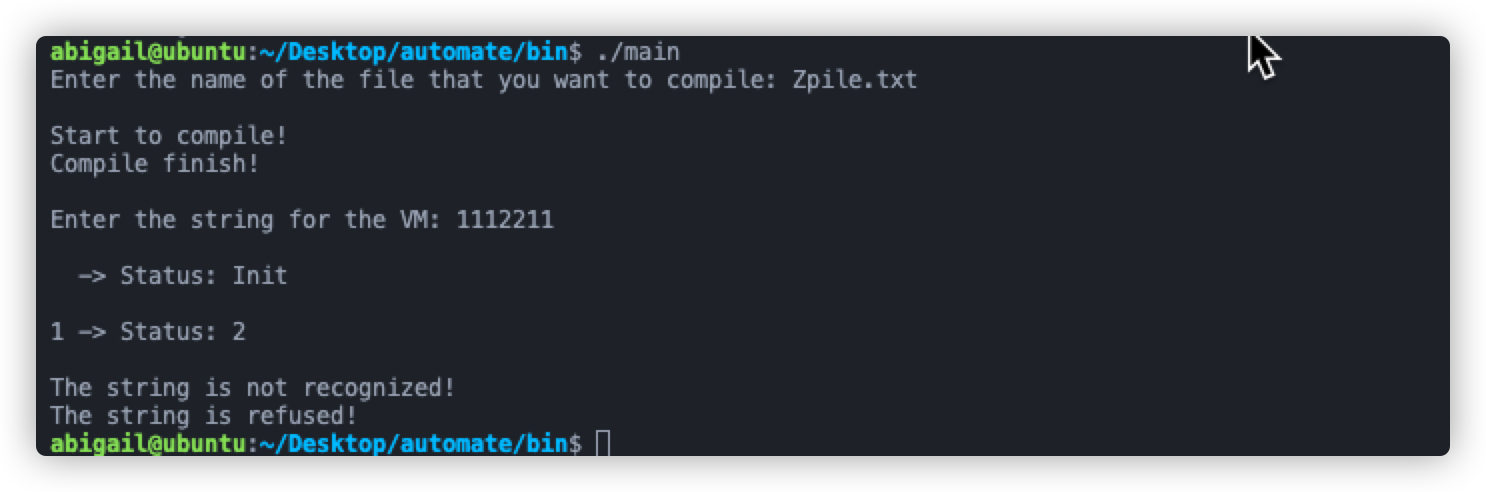 abigail@ubuntu:~/Desktop/automate/bin$ ./main
Enter the name of the file that you want to compile: Zpile.txt
Start to compile!
Compile finish!
Enter the string for the VM: 1112211
-> Status: Init
1 -> Status: 2
The string is not recognized!
The string is refused!
abigail@ubuntu:~/Desktop/automate/bin$